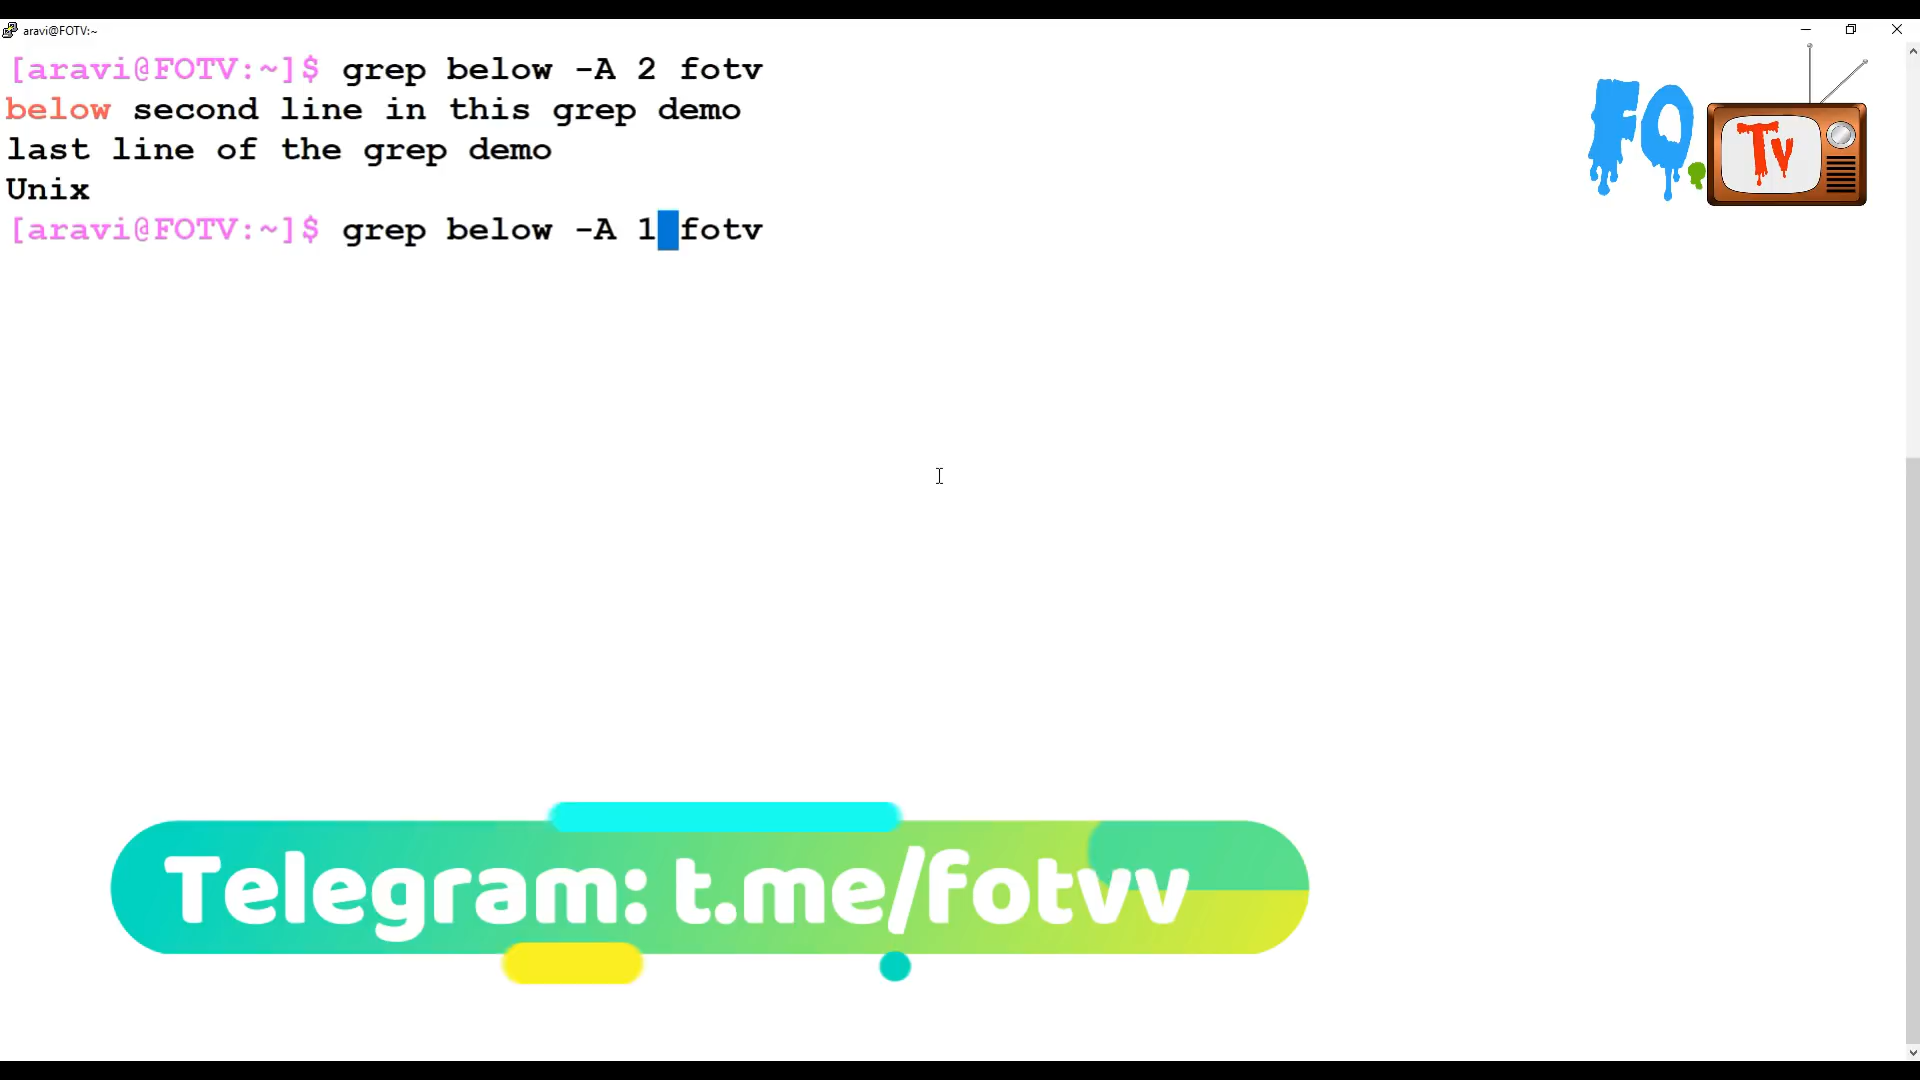 aravi@FOTV:~
[aravi@FOTV:~]$ grep below -A 2 fotv
below second line in this grep demo
last line of the grep demo
Unix
[aravi@FOTV:~]$ grep below -A 1 fotv
FO.
Tv
Telegram: t.me/fotvv